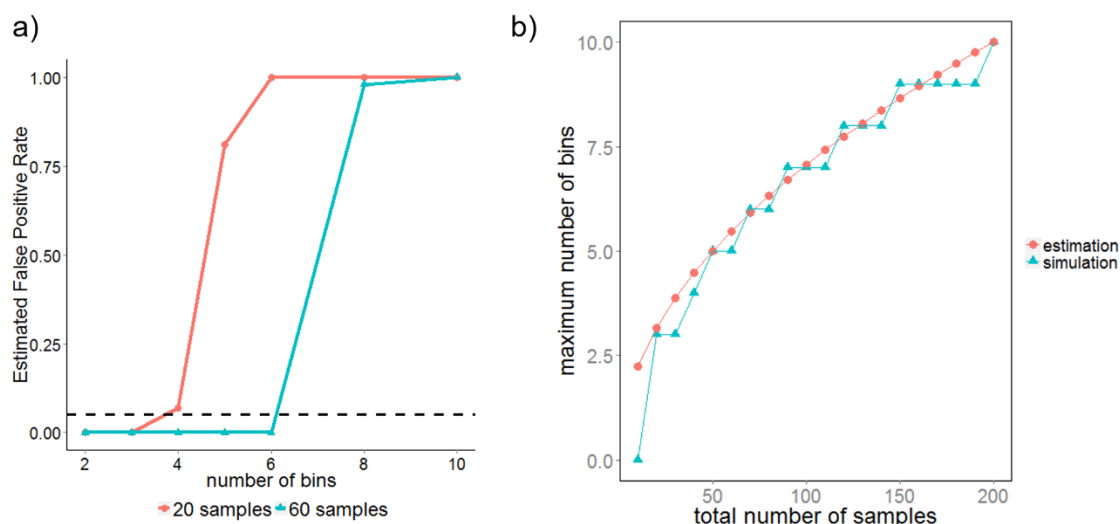 a)
Estimated False Positive Rate
1.00
0.75
0.50
0.25
0.00
2 4 6 8 10
number of bins
20 samples 60 samples
b)
maximum number of bins
10.0
7.5
5.0
2.5
0.0
50 100 150 200
total number of samples
estimation
simulation